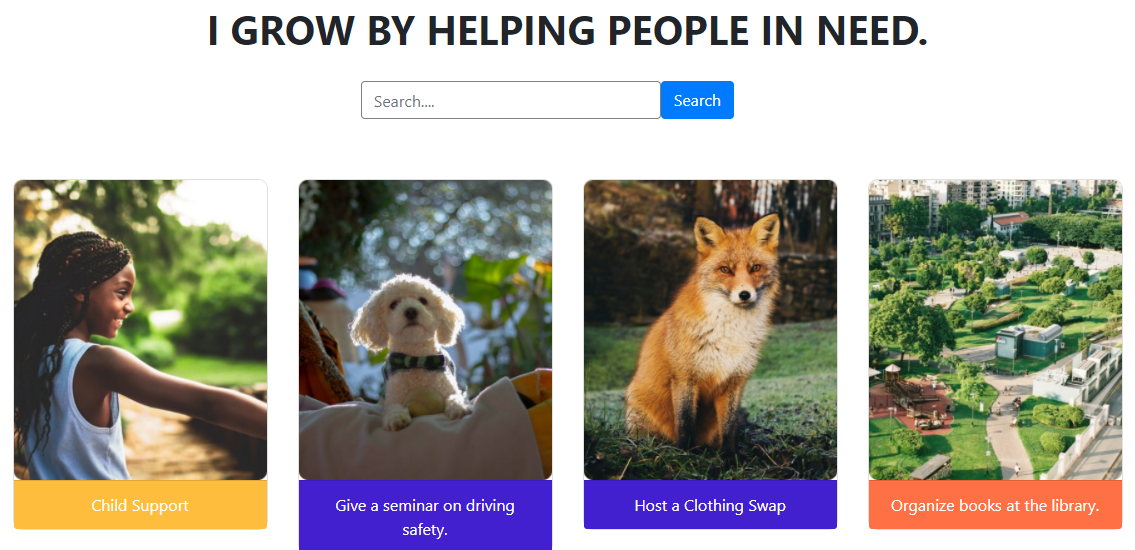 I GROW BY HELPING PEOPLE IN NEED.
Search....
Search
Child Support
Give a seminar on driving
safety.
Host a Clothing Swap
Organize books at the library.